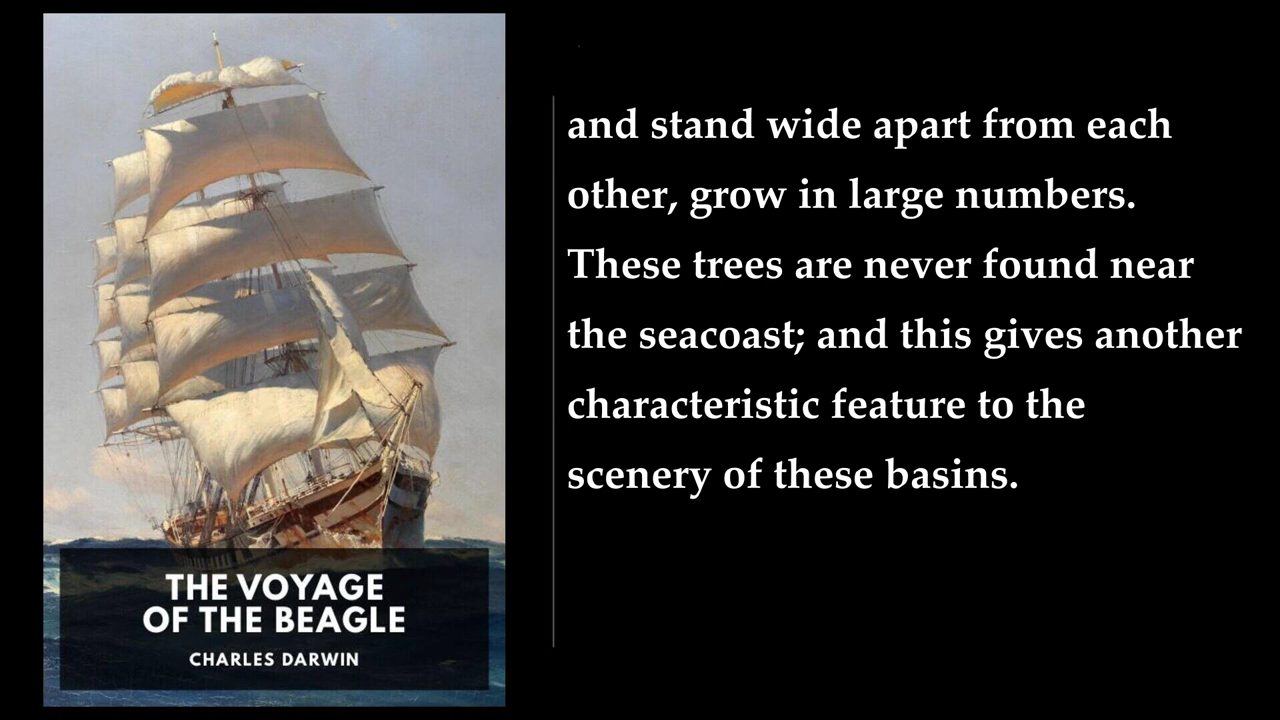 and stand wide apart from each
other, grow in large numbers.
These trees are never found near
the seacoast; and this gives another
characteristic feature to the
scenery of these basins.
THE VOYAGE
OF THE BEAGLE
CHARLES DARWIN